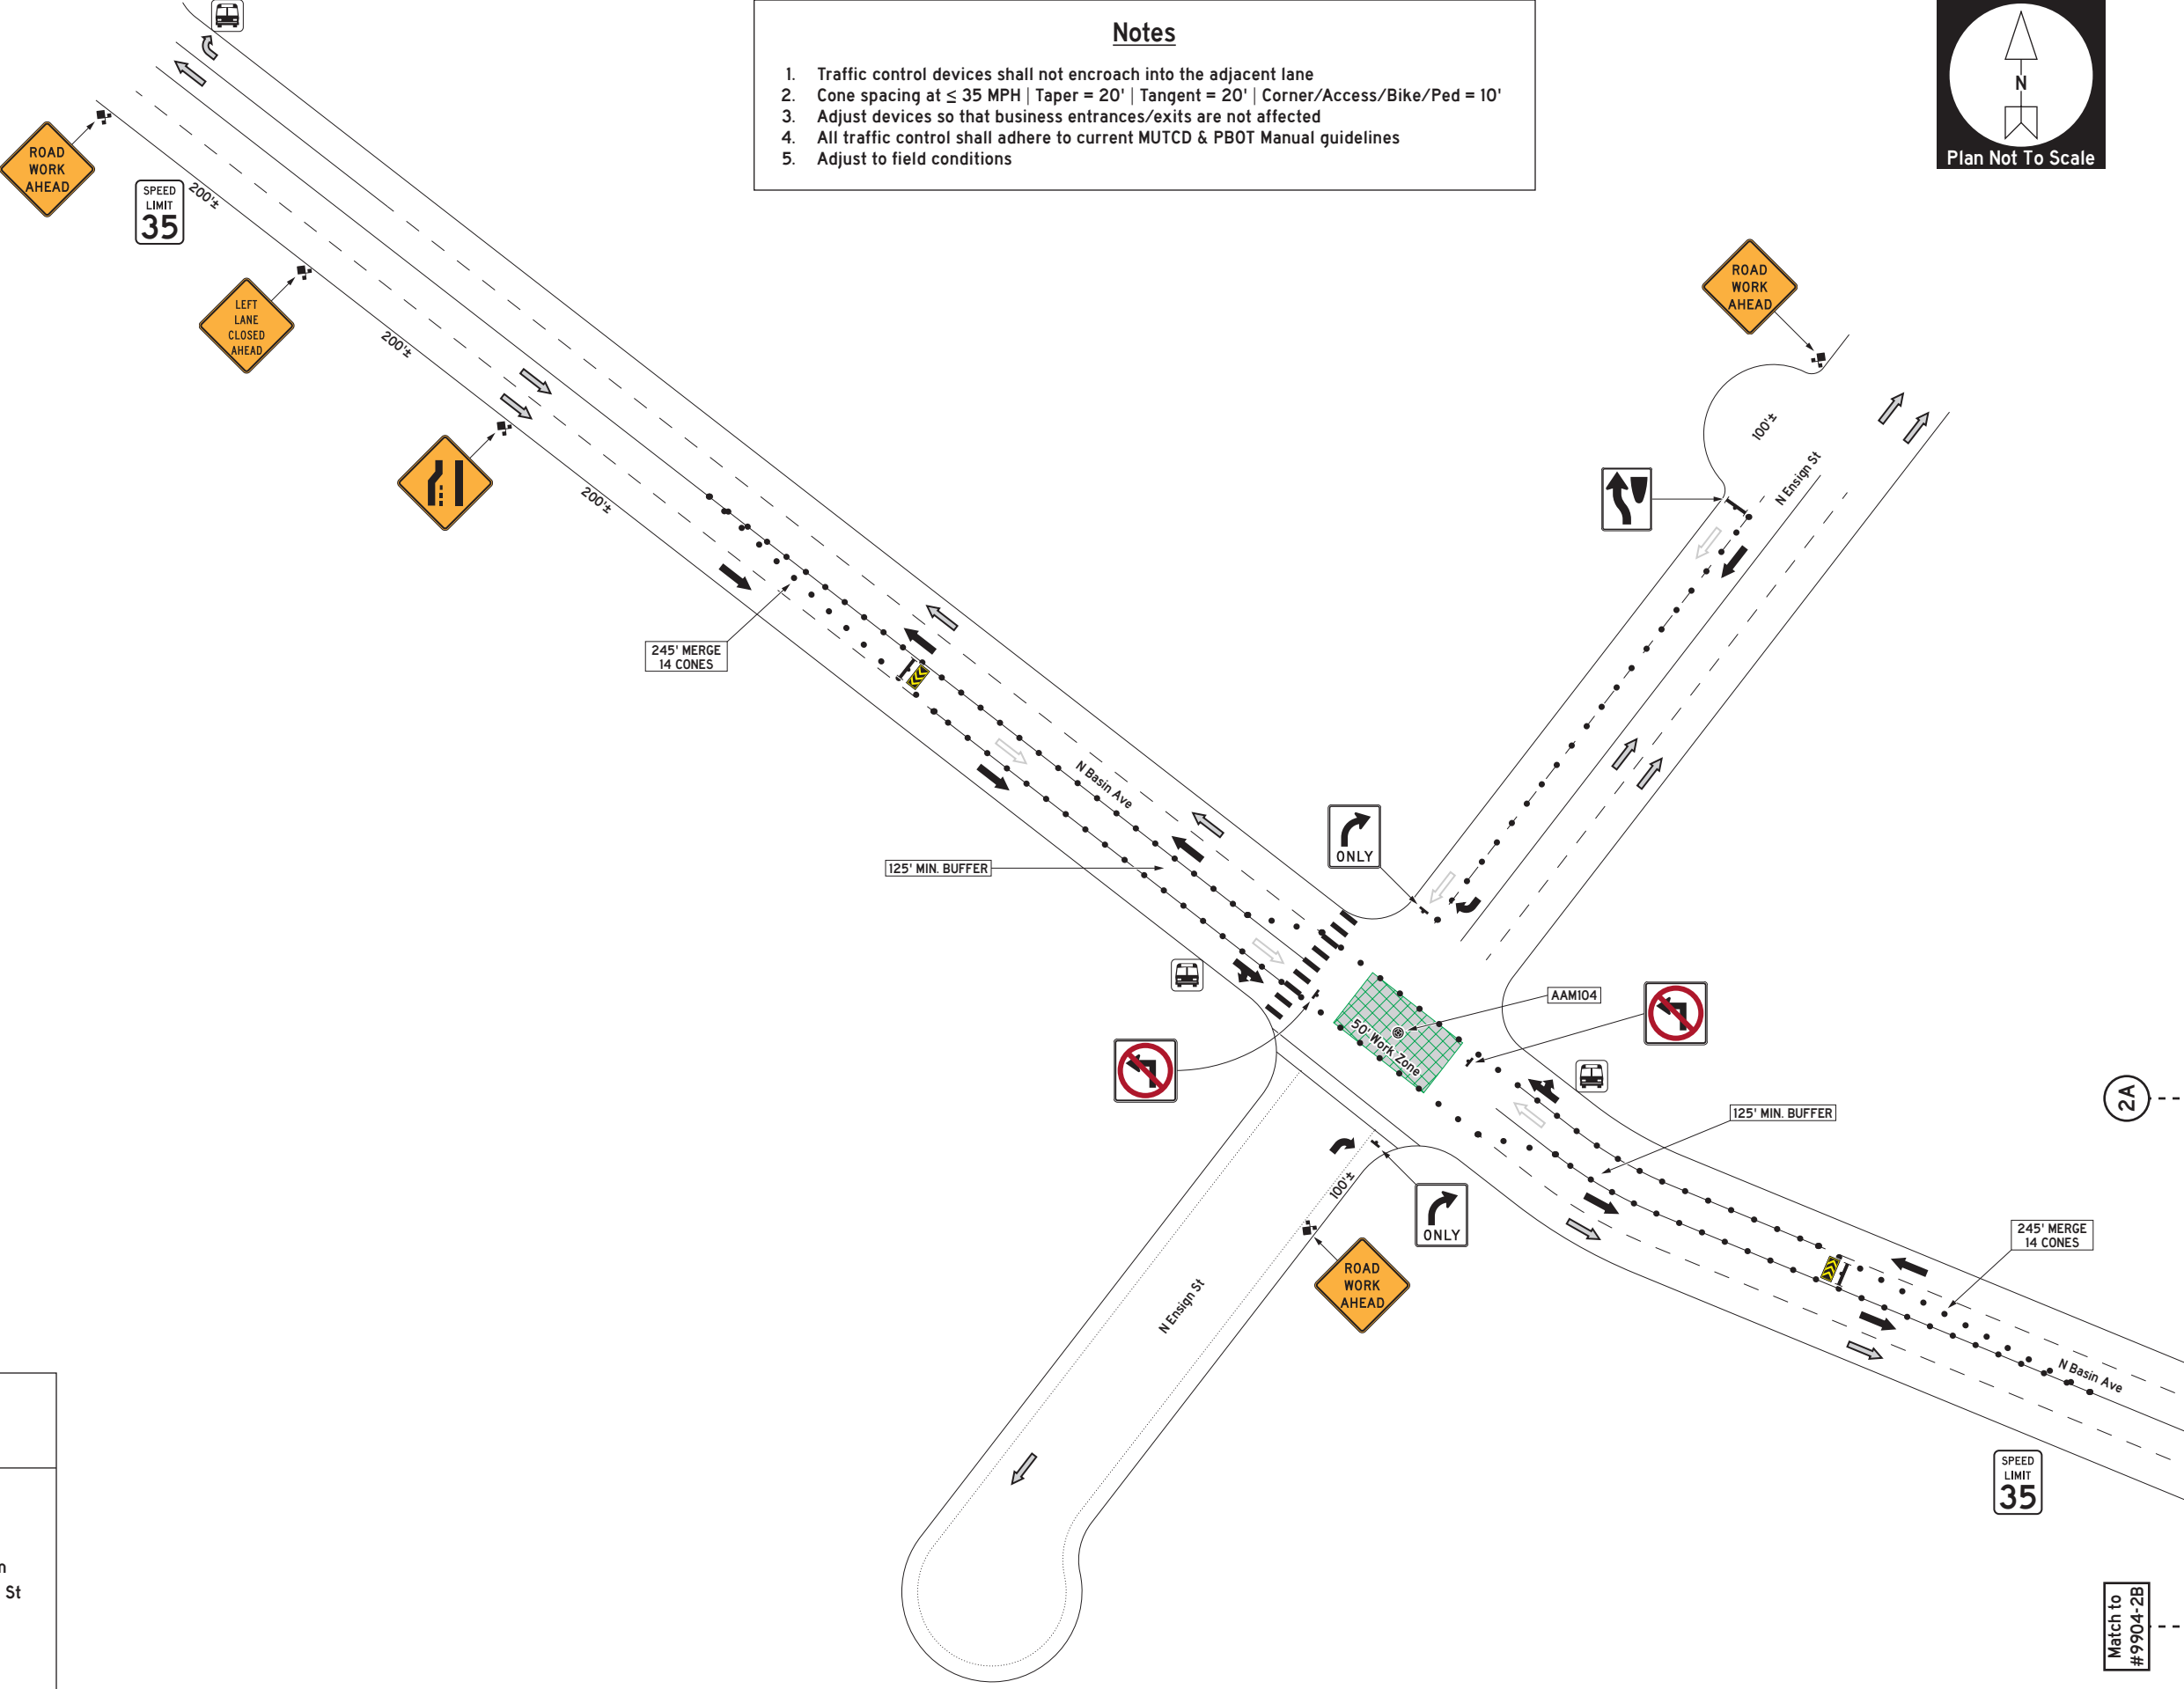 Notes
1. Traffic control devices shall not encroach into the adjacent lane
2. Cone spacing at ≤ 35 MPH | Taper = 20' | Tangent = 20' | Corner/Access/Bike/Ped = 10'
3. Adjust devices so that business entrances/exits are not affected
4. All traffic control shall adhere to current MUTCD & PBOT Manual guidelines
5. Adjust to field conditions
N
Plan Not To Scale
ROAD
WORK
AHEAD
SPEED
LIMIT
35
200'±
LEFT
LANE
CLOSED
AHEAD
200'±
200'±
ROAD
WORK
AHEAD
100'±
N Ensign St
245' MERGE
14 CONES
N Basin Ave
125' MIN. BUFFER
ONLY
AAM104
50' Work Zone
125' MIN. BUFFER
2A
100'±
ONLY
ROAD
WORK
AHEAD
N Ensign St
245' MERGE
14 CONES
N Basin Ave
SPEED
LIMIT
35
n
St
Match to
#9904-2B